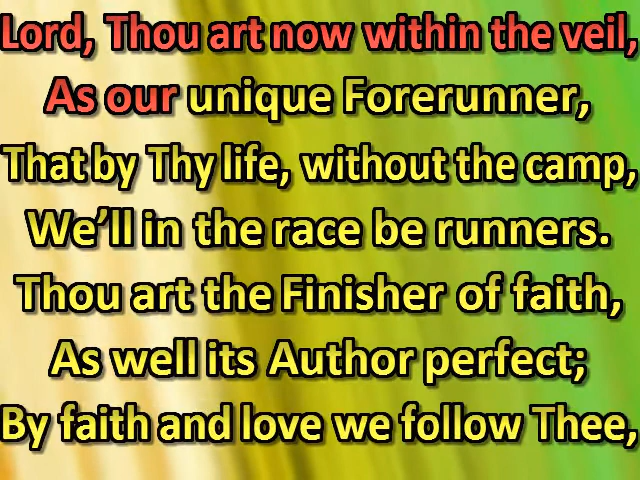 Lord, Thou art now within the veil,
As our unique Forerunner,
That by Thy life, without the camp,
We’ll in the race be runners.
Thou art the Finisher of faith,
As well its Author perfect;
By faith and love we follow Thee,